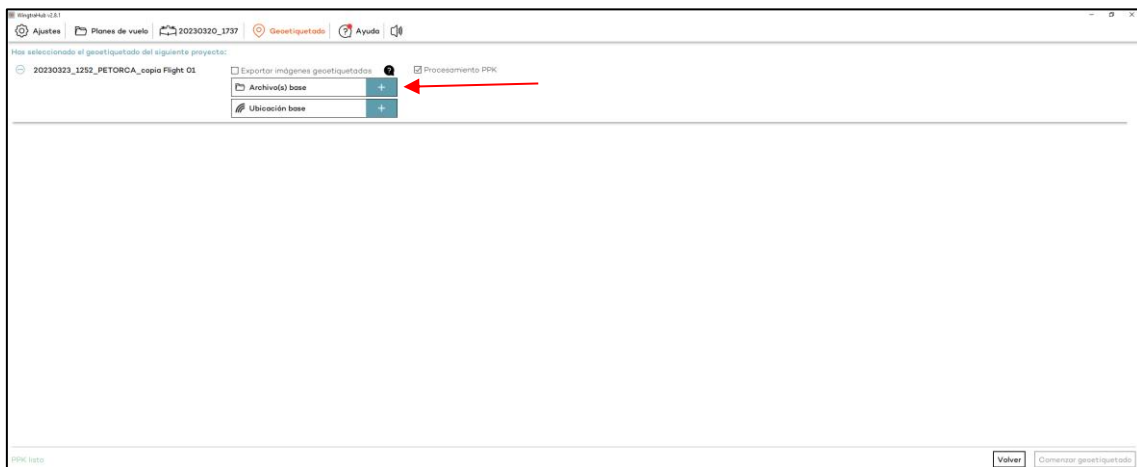 WingtraHub v2.8.1
Ajustes Planes de vuelo 20230320_1737 Geoetiquetado Ayuda
Has seleccionado el geoetiquetado del siguiente proyecto:
20230323_1252_PETORCA_copia Flight 01 Exportar imágenes geoetiquetadas ? Procesamiento PPK
Archivo(s) base +
Ubicación base +
PPK listo Volver Comenzar geoetiquetado